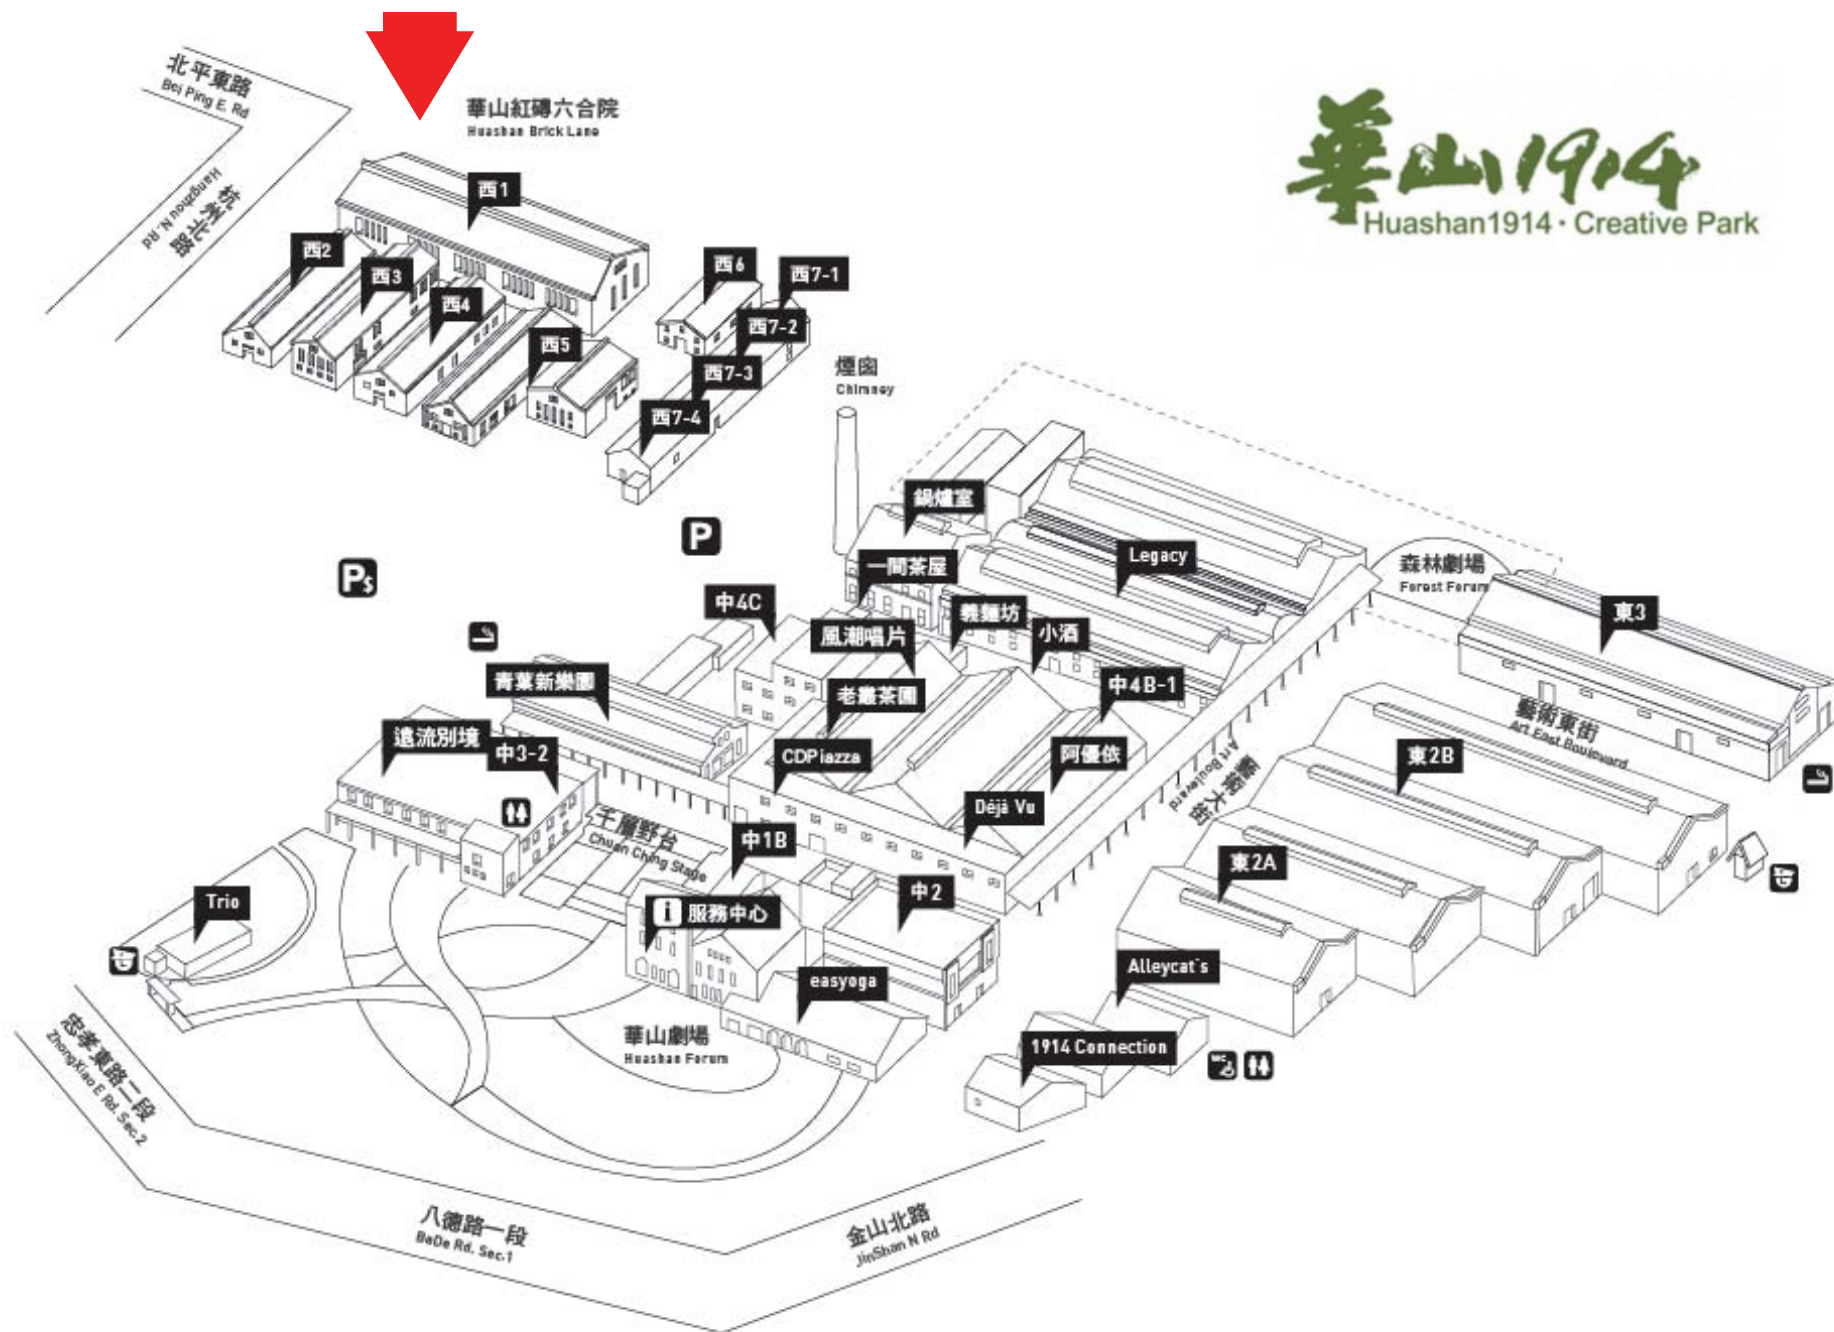 北平東路
Bei Ping E. Rd
杭州北路
Hangzhou N. Rd
華山紅磚六合院
Huashan Brick Lane
華山1914
Huashan1914·Creative Park
西1
西2
西3
西4
西5
西6
西7-1
西7-2
西7-3
西7-4
煙囪
Chimney
P
P$
鍋爐室
一間茶屋
Legacy
森林劇場
Forest Forum
東3
中4C
風潮唱片
義麵坊
小酒
中4B-1
青葉新樂園
老叢茶圃
藝術東街
Art East Boulevard
遠流別境
中3-2
CDPiazza
阿優依
藝術大街
Art Boulevard
東2B
Déjà Vu
千層野台
Chuan Ching Stage
中1B
東2A
中2
Trio
i 服務中心
easyoga
Alleycat's
華山劇場
Huashan Forum
1914 Connection
WC
忠孝東路二段
ZhongXiao E Rd. Sec.2
八德路一段
BaDe Rd. Sec.1
金山北路
JinShan N Rd